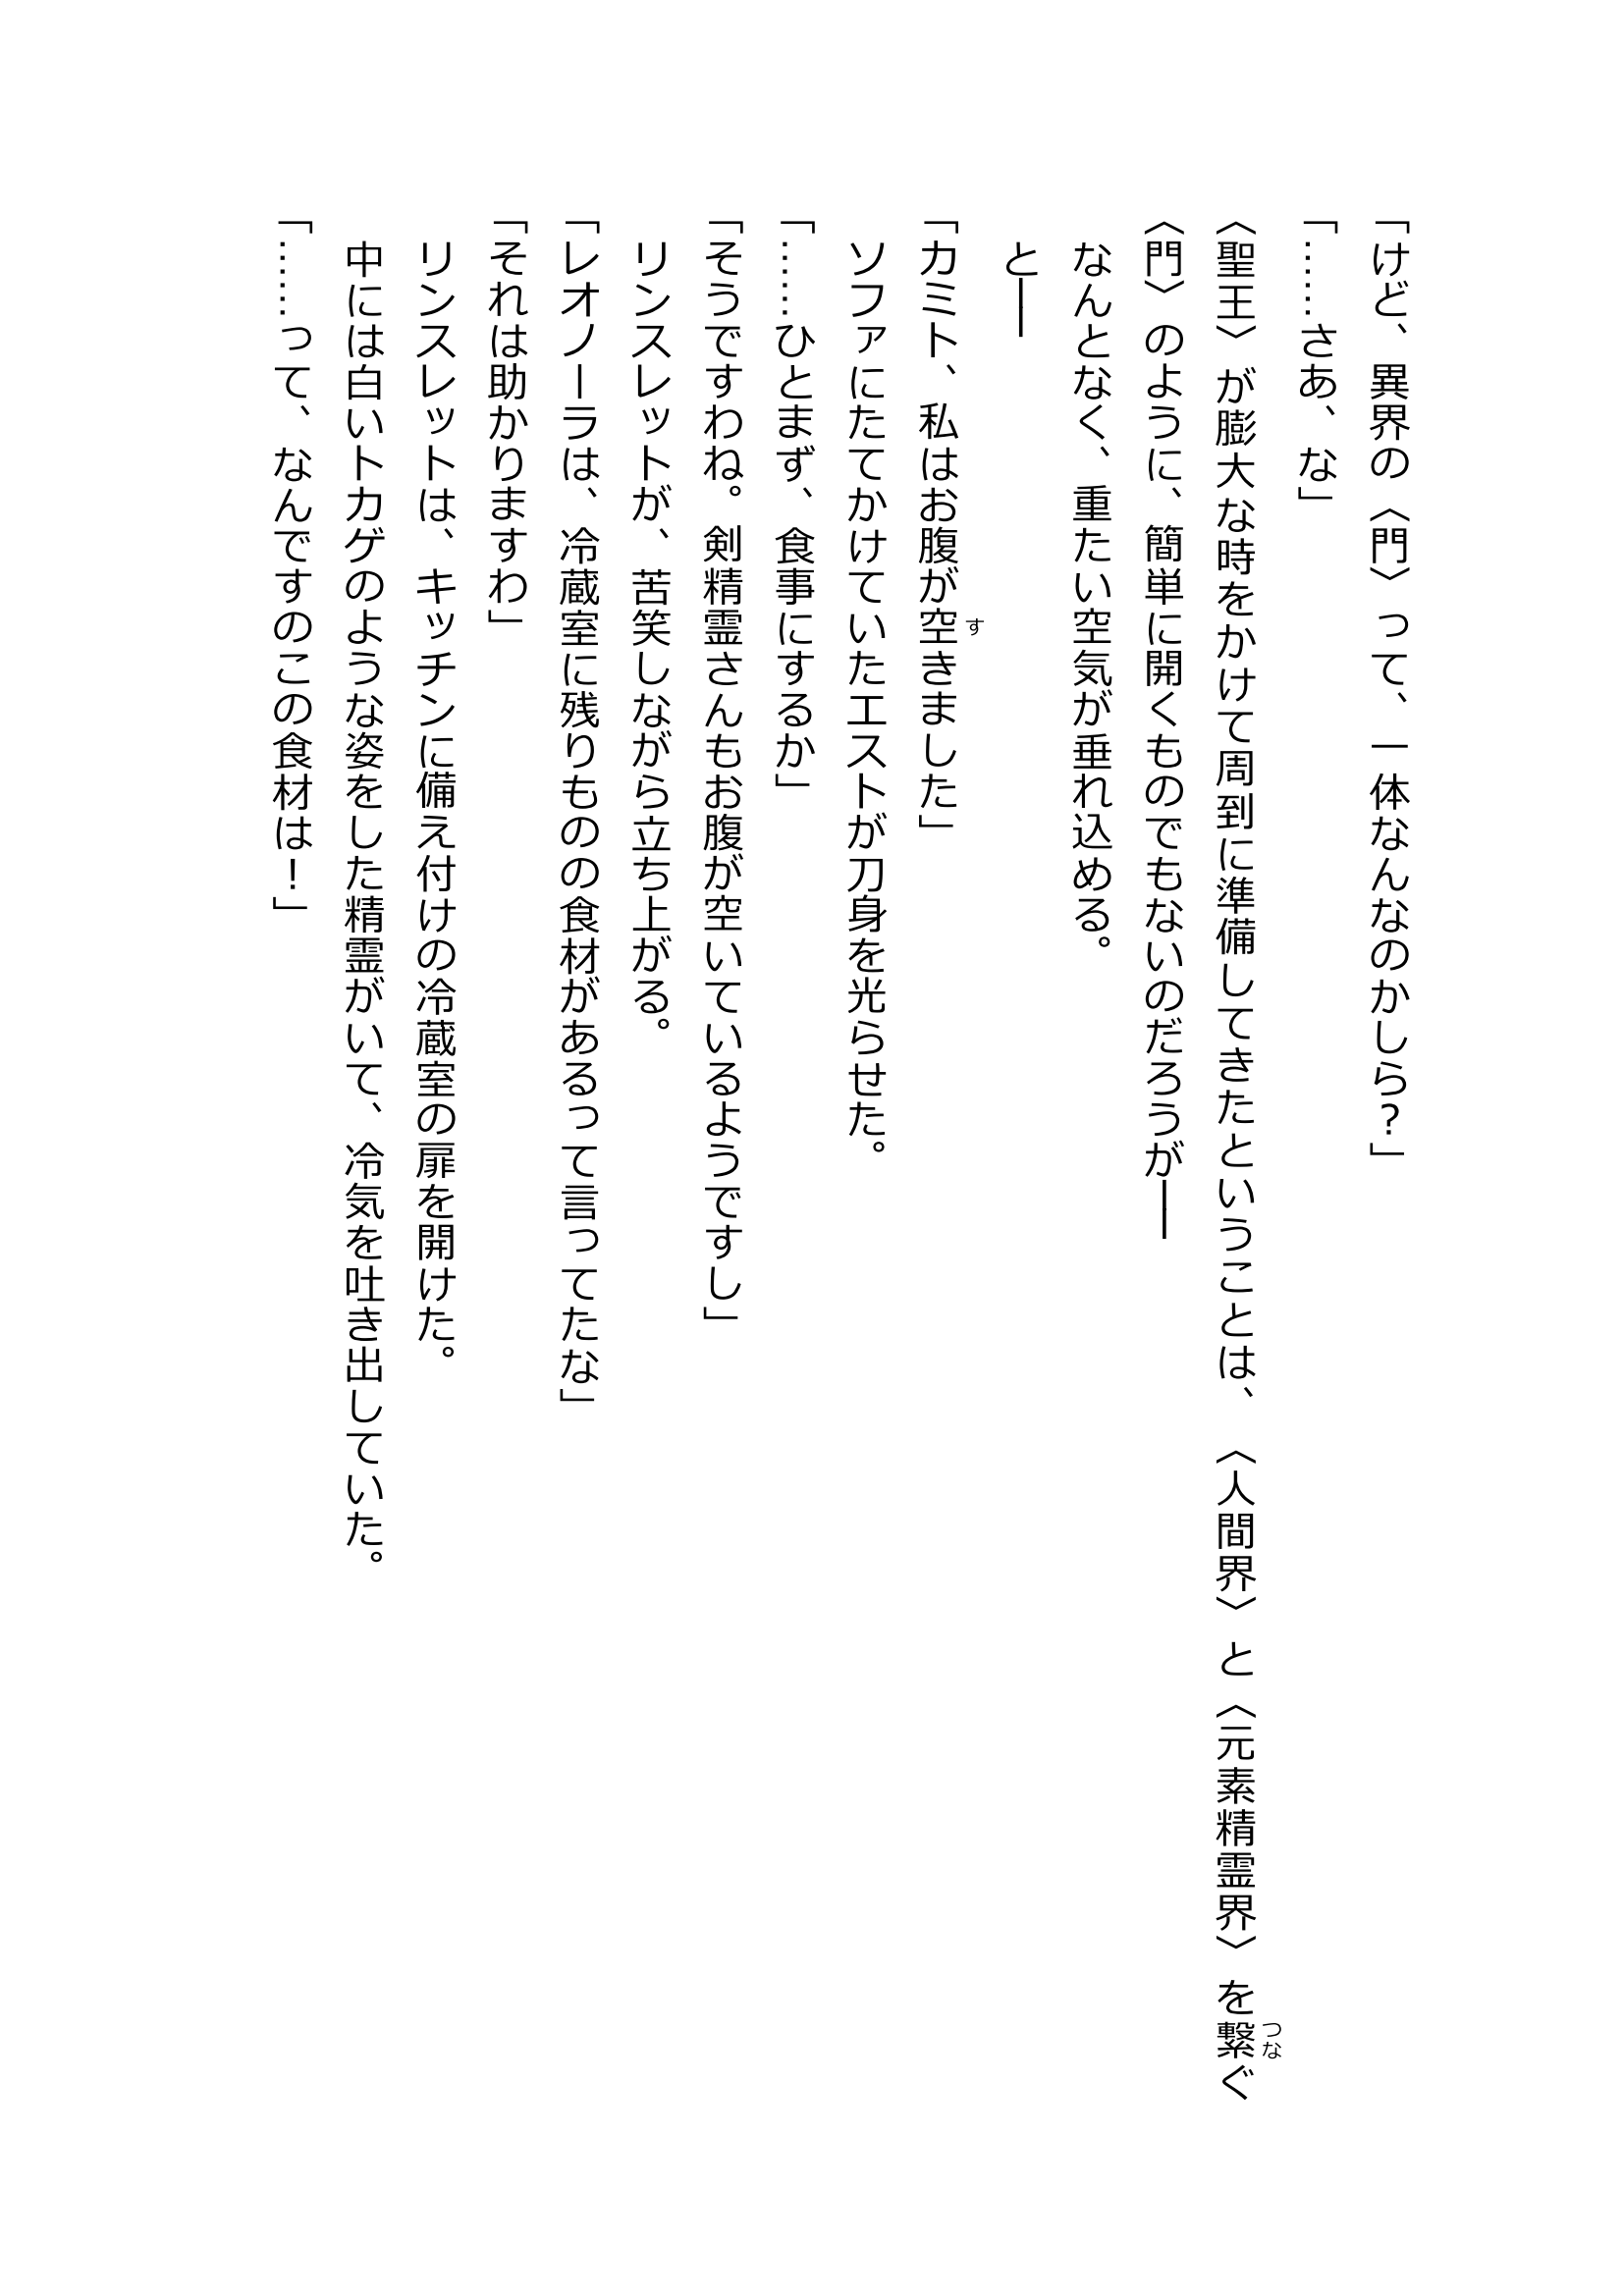 「けど、異界の〈門〉って、一体なんなのかしら？」
「……さあ、な」
〈聖王〉が膨大な時をかけて周到に準備してきたということは、〈人間界〉と〈元素精霊界〉を繋ぐ
つな
〈門〉のように、簡単に開くものでもないのだろうが――
なんとなく、重たい空気が垂れ込める。
と――
「カミト、私はお腹が空きました」
す
ソファにたてかけていたエストが刀身を光らせた。
「……ひとまず、食事にするか」
「そうですわね。剣精霊さんもお腹が空いているようですし」
リンスレットが、苦笑しながら立ち上がる。
「レオノーラは、冷蔵室に残りものの食材があるって言ってたな」
「それは助かりますわ」
リンスレットは、キッチンに備え付けの冷蔵室の扉を開けた。
中には白いトカゲのような姿をした精霊がいて、冷気を吐き出していた。
「……って、なんですのこの食材は！」